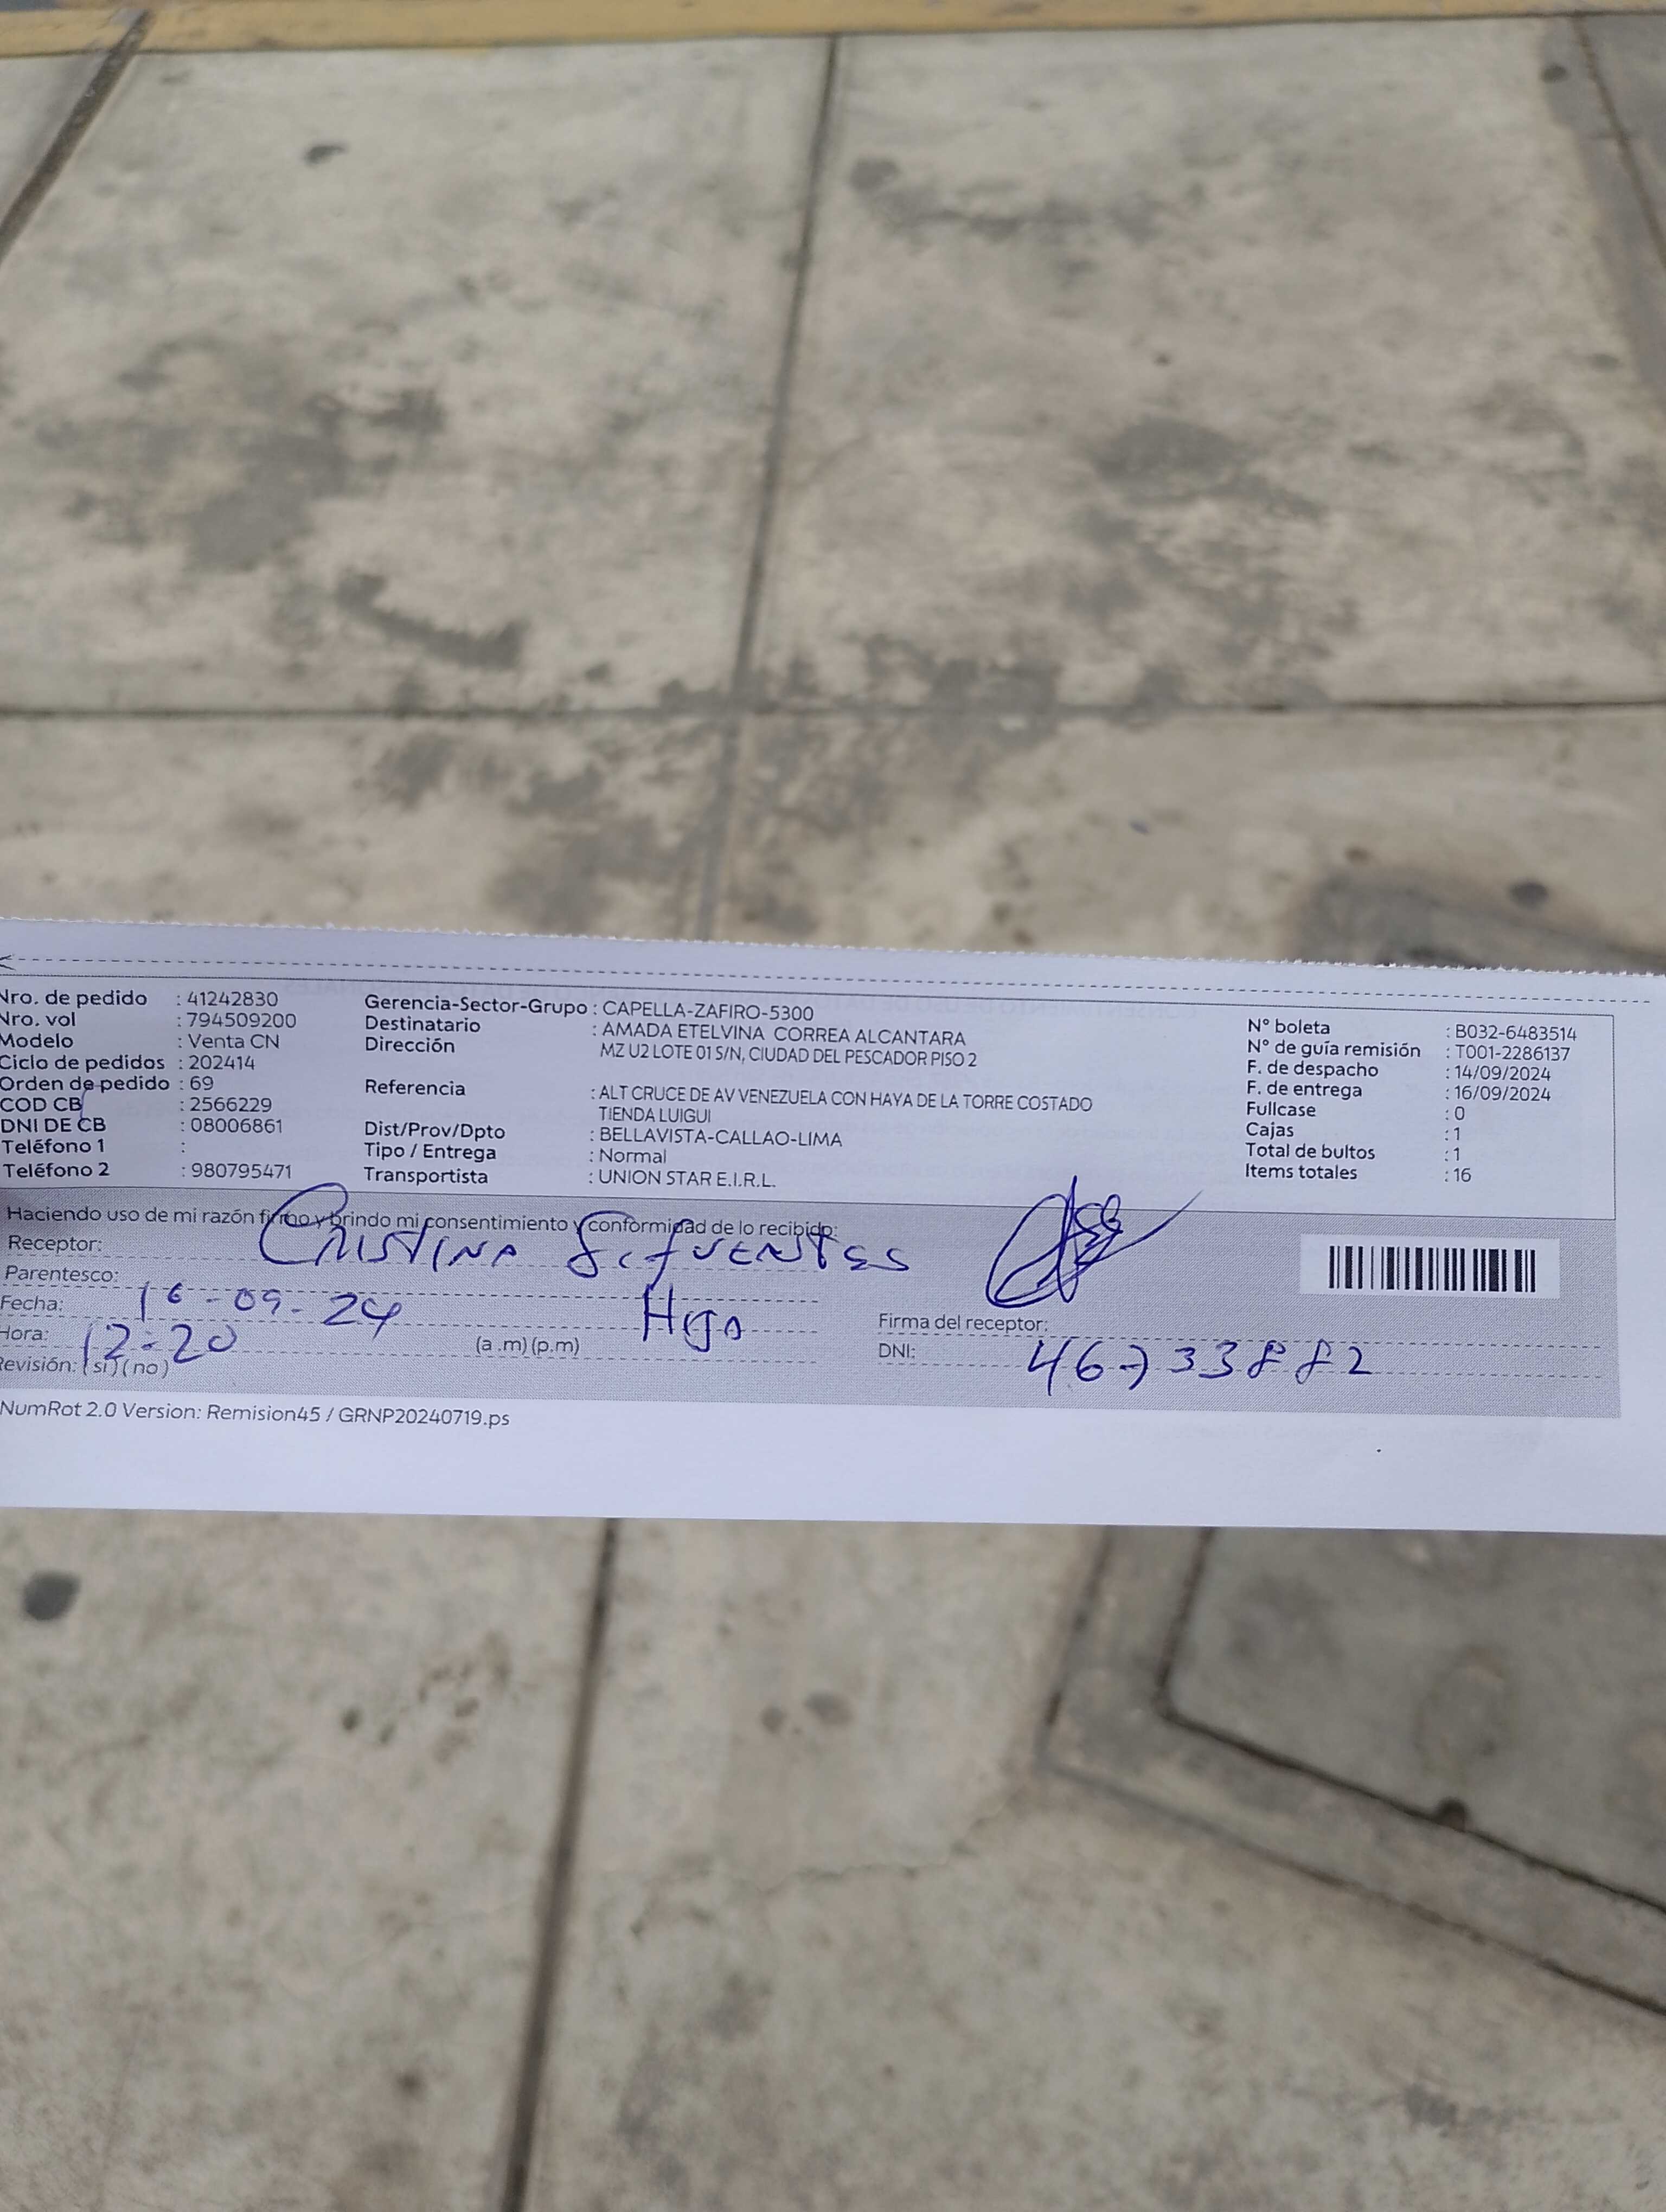 Nro. de pedido : 41242830
Nro. vol : 794509200
Modelo : Venta CN
Ciclo de pedidos : 202414
Orden de pedido : 69
COD CB : 2566229
DNI DE CB : 08006861
Teléfono 1 :
Teléfono 2 : 980795471
Gerencia-Sector-Grupo : CAPELLA-ZAFIRO-5300
Destinatario : AMADA ETELVINA CORREA ALCANTARA
Dirección MZ U2 LOTE 01 S/N, CIUDAD DEL PESCADOR PISO 2
Referencia : ALT CRUCE DE AV VENEZUELA CON HAYA DE LA TORRE COSTADO
TIENDA LUIGUI
Dist/Prov/Dpto : BELLAVISTA-CALLAO-LIMA
Tipo / Entrega : Normal
Transportista : UNION STAR E.I.R.L.
N° boleta : B032-6483514
N° de guía remisión : T001-2286137
F. de despacho : 14/09/2024
F. de entrega : 16/09/2024
Fullcase : 0
Cajas : 1
Total de bultos : 1
Items totales : 16
Haciendo uso de mi razón firmo y brindo mi consentimiento y conformidad de lo recibido:
Receptor: CRISTINA SIFUENTES
Parentesco:
Fecha: 16-09-24
Hora: 12:20 (a .m) (p.m)
Revisión: (si) (no)
Firma del receptor:
DNI: 46733882
NumRot 2.0 Version: Remision45 / GRNP20240719.ps